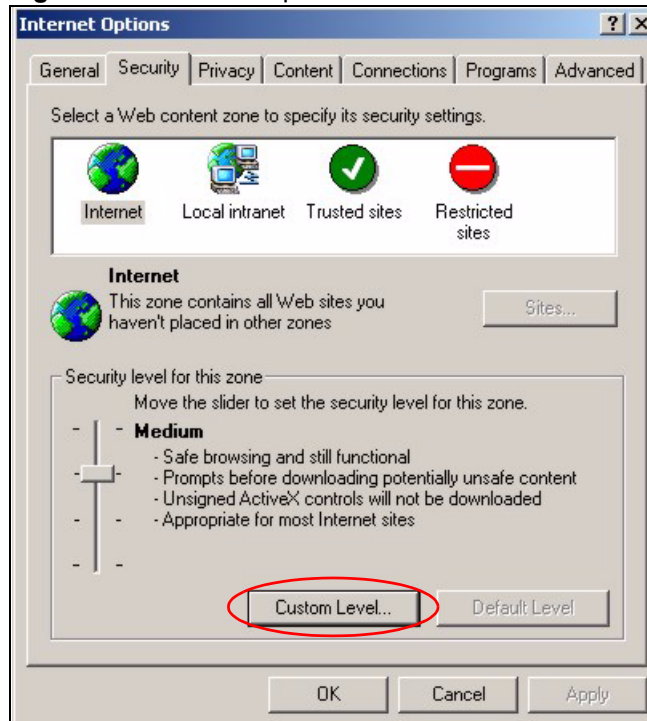 Internet Options
General Security Privacy Content Connections Programs Advanced
Select a Web content zone to specify its security settings.
Internet Local intranet Trusted sites Restricted
sites
Internet
This zone contains all Web sites you
haven't placed in other zones
Sites...
Security level for this zone
Move the slider to set the security level for this zone.
Medium
- Safe browsing and still functional
- Prompts before downloading potentially unsafe content
- Unsigned ActiveX controls will not be downloaded
- Appropriate for most Internet sites
Custom Level... Default Level
OK Cancel Apply